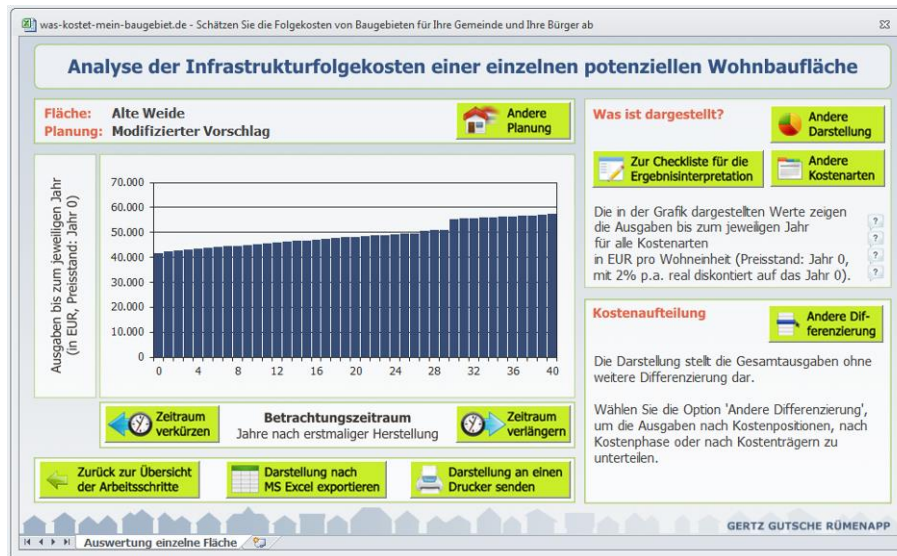 was-kostet-mein-baugebiet.de - Schätzen Sie die Folgekosten von Baugebieten für Ihre Gemeinde und Ihre Bürger ab
Analyse der Infrastrukturfolgekosten einer einzelnen potenziellen Wohnbaufläche
Fläche: Alte Weide
Planung: Modifizierter Vorschlag
Andere
Planung
Ausgaben bis zum jeweiligen Jahr
(in EUR, Preisstand: Jahr 0)
70.000
60.000
50.000
40.000
30.000
20.000
10.000
0
0 4 8 12 16 20 24 28 32 36 40
Zeitraum
verkürzen
Betrachtungszeitraum
Jahre nach erstmaliger Herstellung
Zeitraum
verlängern
Zurück zur Übersicht
der Arbeitsschritte
Darstellung nach
MS Excel exportieren
Darstellung an einen
Drucker senden
Was ist dargestellt?
Andere
Darstellung
Zur Checkliste für die
Ergebnisinterpretation
Andere
Kostenarten
Die in der Grafik dargestellten Werte zeigen
die Ausgaben bis zum jeweiligen Jahr
für alle Kostenarten
in EUR pro Wohneinheit (Preisstand: Jahr 0,
mit 2% p.a. real diskontiert auf das Jahr 0).
?
?
?
?
Kostenaufteilung
Andere Dif-
ferenzierung
Die Darstellung stellt die Gesamtausgaben ohne
weitere Differenzierung dar.
Wählen Sie die Option 'Andere Differenzierung',
um die Ausgaben nach Kostenpositionen, nach
Kostenphase oder nach Kostenträgern zu
unterteilen.
GERTZ GUTSCHE RÜMENAPP
Auswertung einzelne Fläche